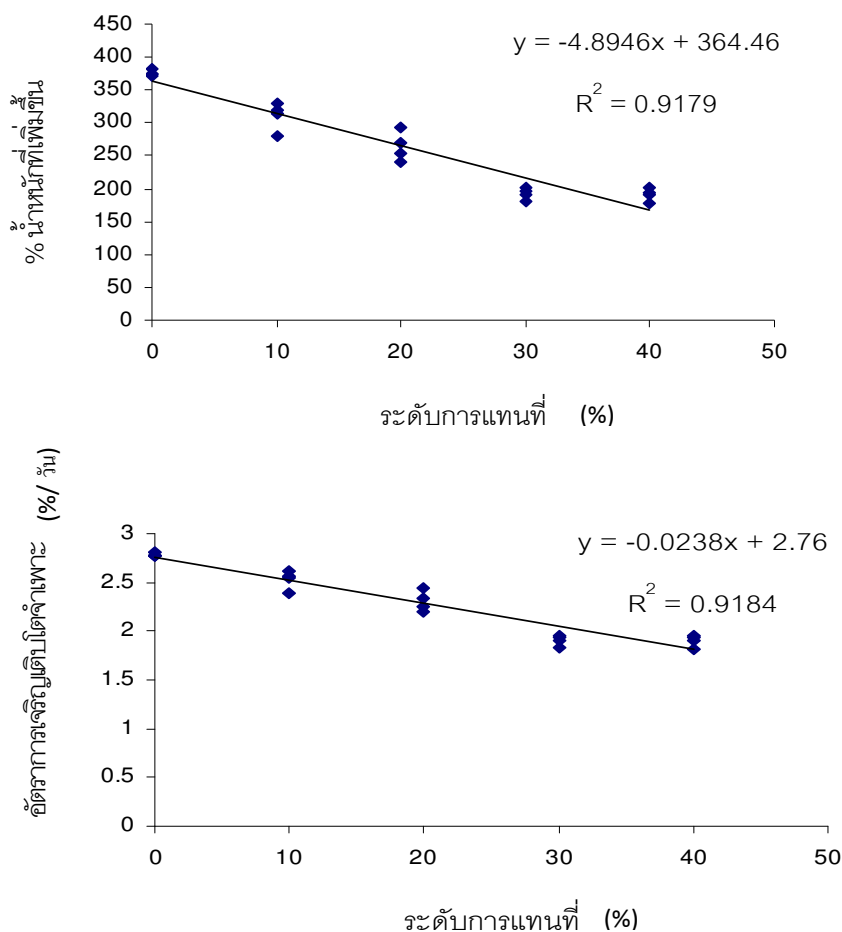 % น้ำหนักที่เพิ่มขึ้น
450
400
350
300
250
200
150
100
50
0
y = -4.8946x + 364.46
R2 = 0.9179
0 10 20 30 40 50
ระดับการแทนที่ (%)
อัตราการเจริญเติบโตจำเพาะ (%/ วัน)
3
2.5
2
1.5
1
0.5
0
y = -0.0238x + 2.76
R2 = 0.9184
0 10 20 30 40 50
ระดับการแทนที่ (%)